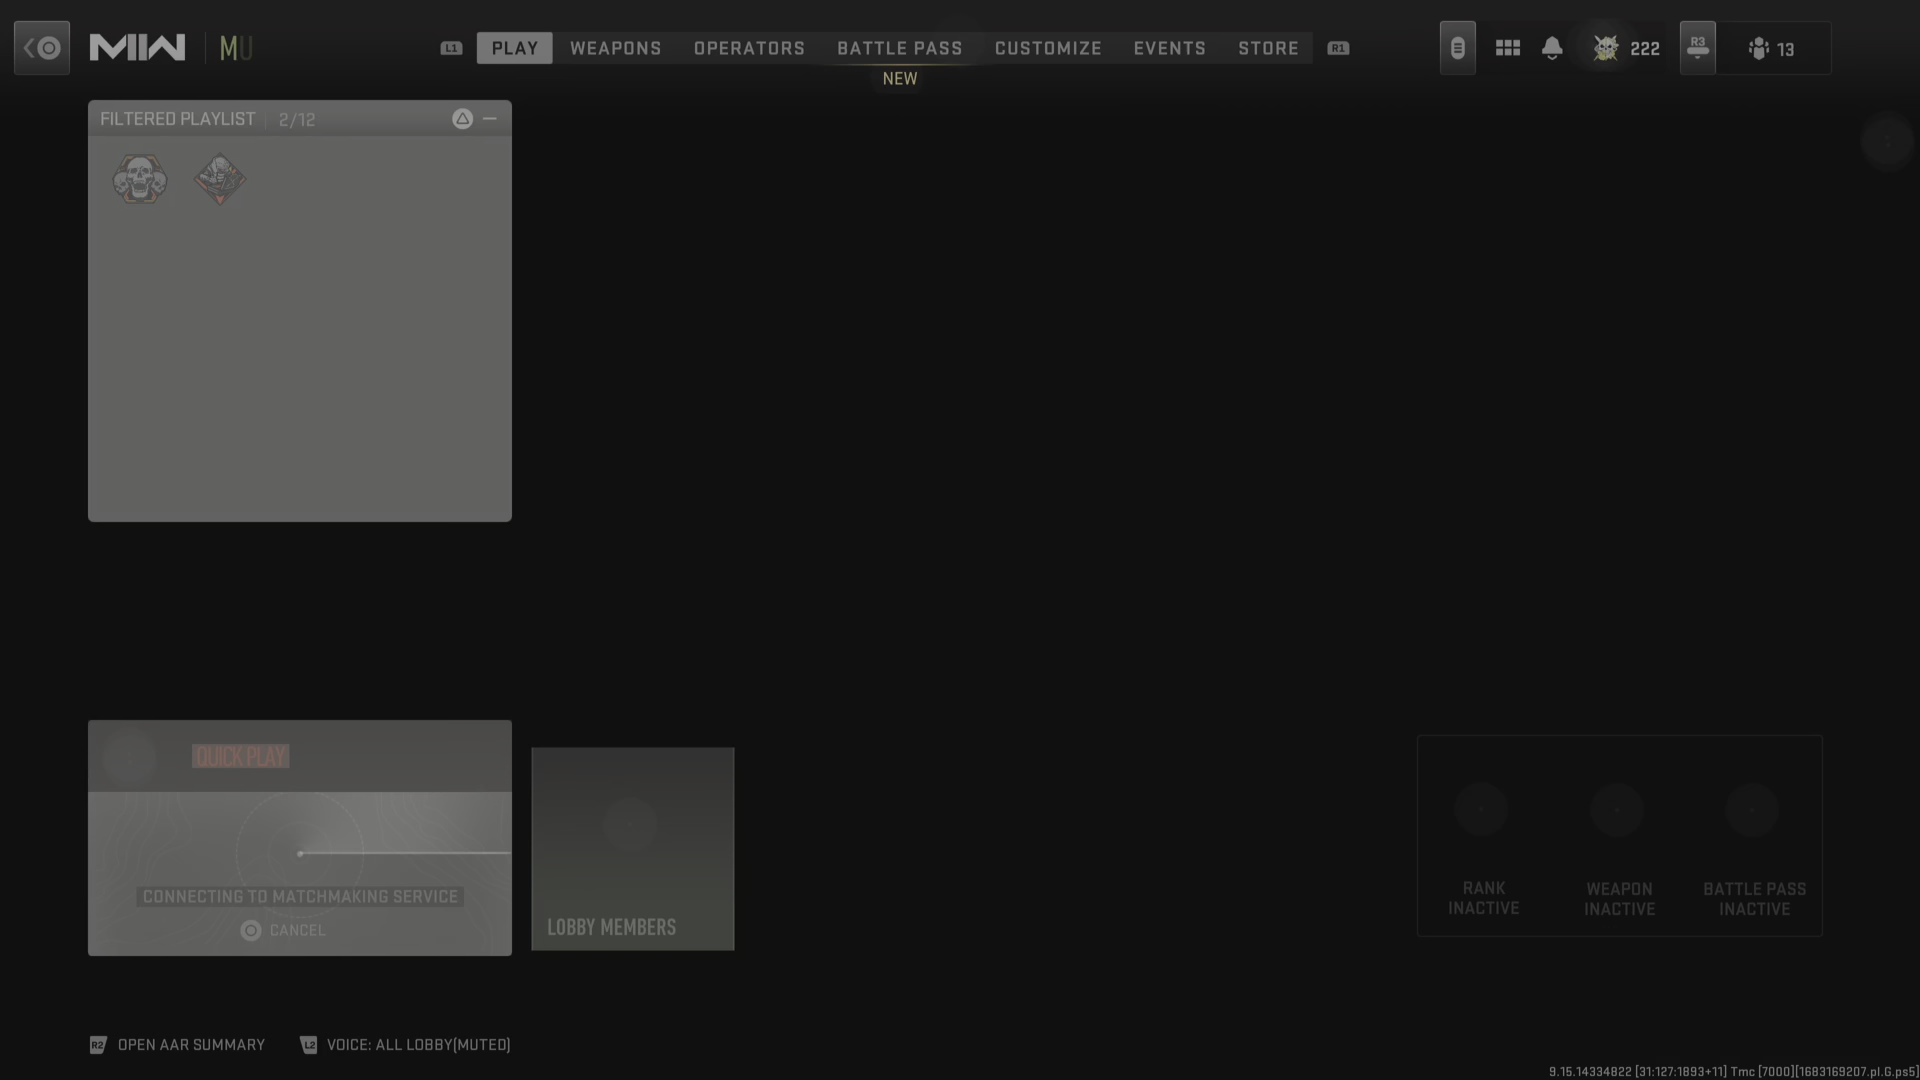 MW MU
L1 PLAY WEAPONS OPERATORS BATTLE PASS CUSTOMIZE EVENTS STORE R1
NEW
222
R3
13
FILTERED PLAYLIST 2/12
QUICK PLAY
CONNECTING TO MATCHMAKING SERVICE
CANCEL
LOBBY MEMBERS
RANK
INACTIVE
WEAPON
INACTIVE
BATTLE PASS
INACTIVE
R2 OPEN AAR SUMMARY L2 VOICE: ALL LOBBY(MUTED)
9.15.14334822 [31:127:1893+11] Tmc [7000][1683169207.pl.G.ps5]